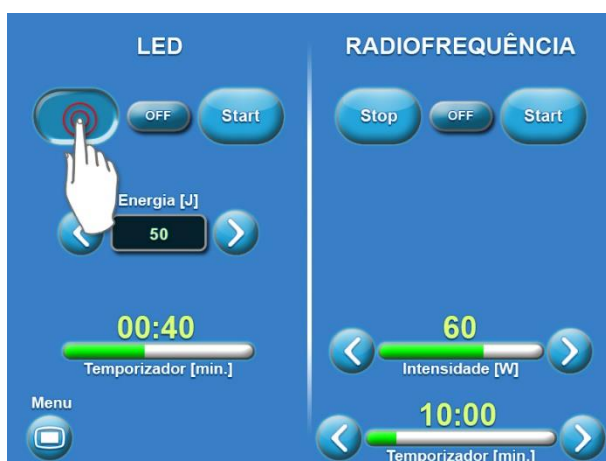 LED
OFF
Start
Energia [J]
50
00:40
Temporizador [min.]
Menu
RADIOFREQUÊNCIA
Stop
OFF
Start
60
Intensidade [W]
10:00
Temporizador [min.]